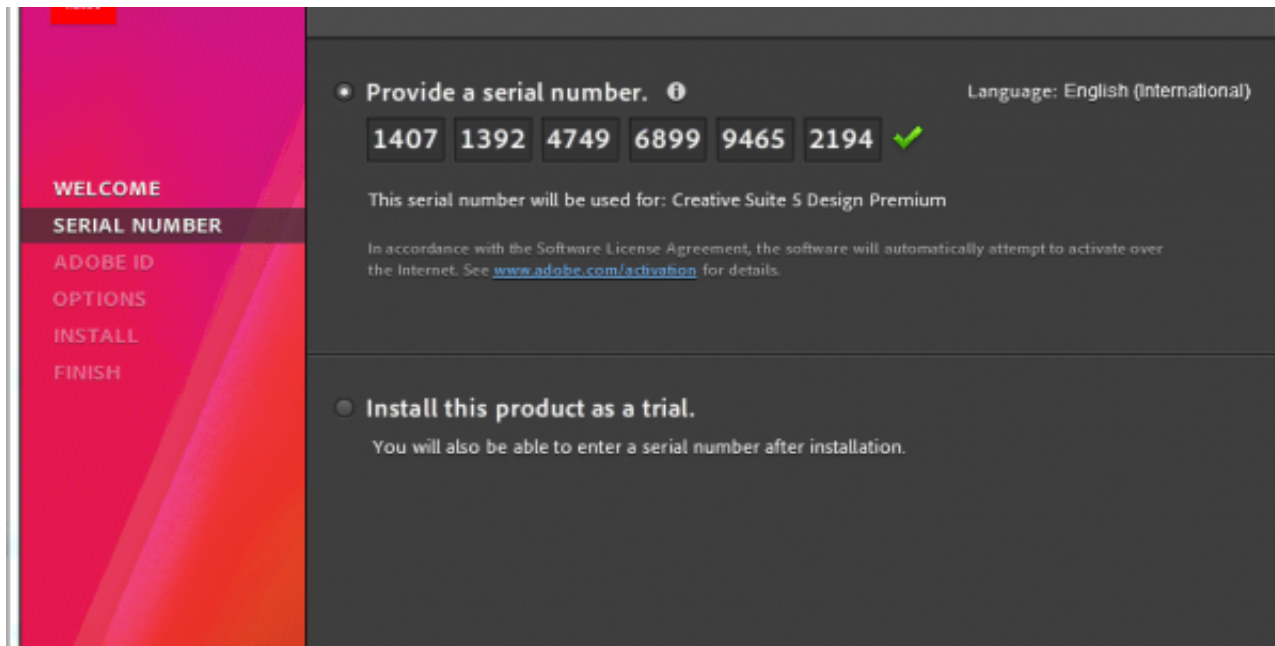 Provide a serial number.
Language: English (International)
1407 1392 4749 6899 9465 2194
This serial number will be used for: Creative Suite 5 Design Premium
In accordance with the Software License Agreement, the software will automatically attempt to activate over
the Internet. See www.adobe.com/activation for details.
WELCOME
SERIAL NUMBER
ADOBE ID
OPTIONS
INSTALL
FINISH
Install this product as a trial.
You will also be able to enter a serial number after installation.